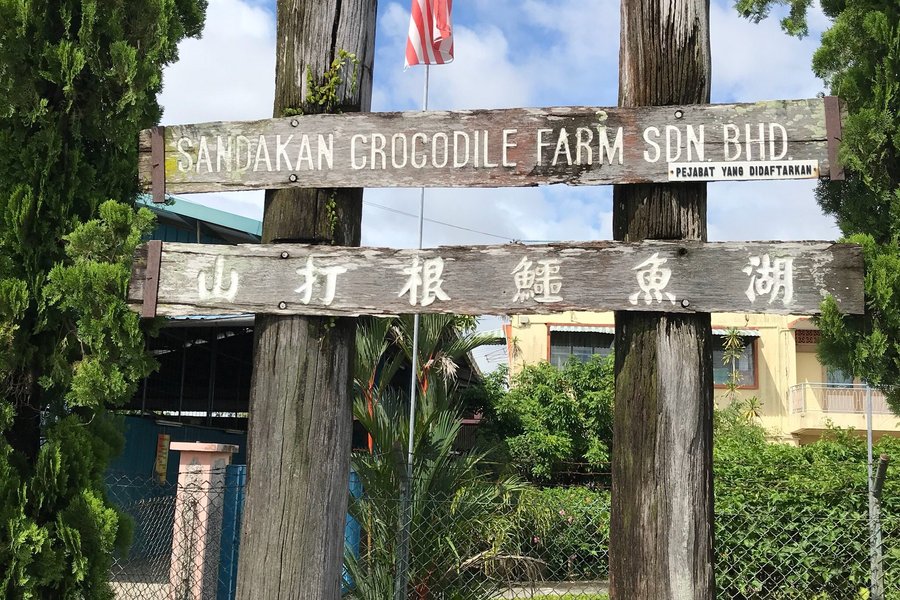 SANDAKAN CROCODILE FARM SDN. BHD.
PEJABAT YANG DIDAFTARKAN
山打根鱷魚湖